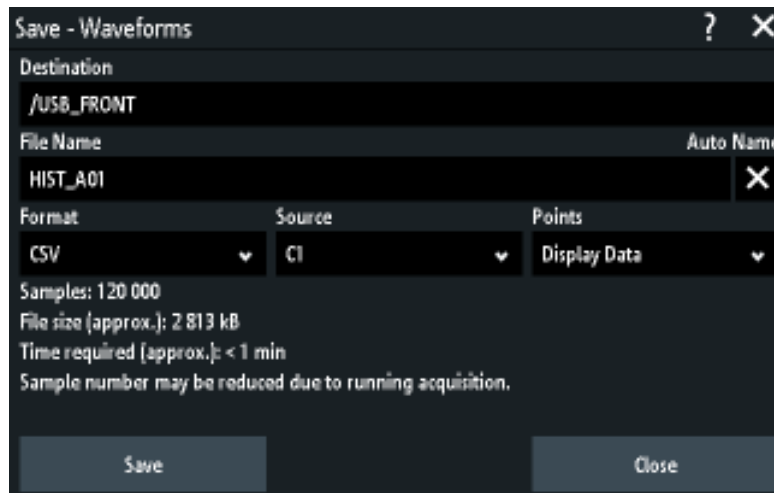 Save - Waveforms ?
Destination
/USB_FRONT
File Name Auto Name
HIST_A01
Format Source Points
CSV C1 Display Data
Samples: 120 000
File size (approx.): 2 813 kB
Time required (approx.): < 1 min
Sample number may be reduced due to running acquisition.
Save Close